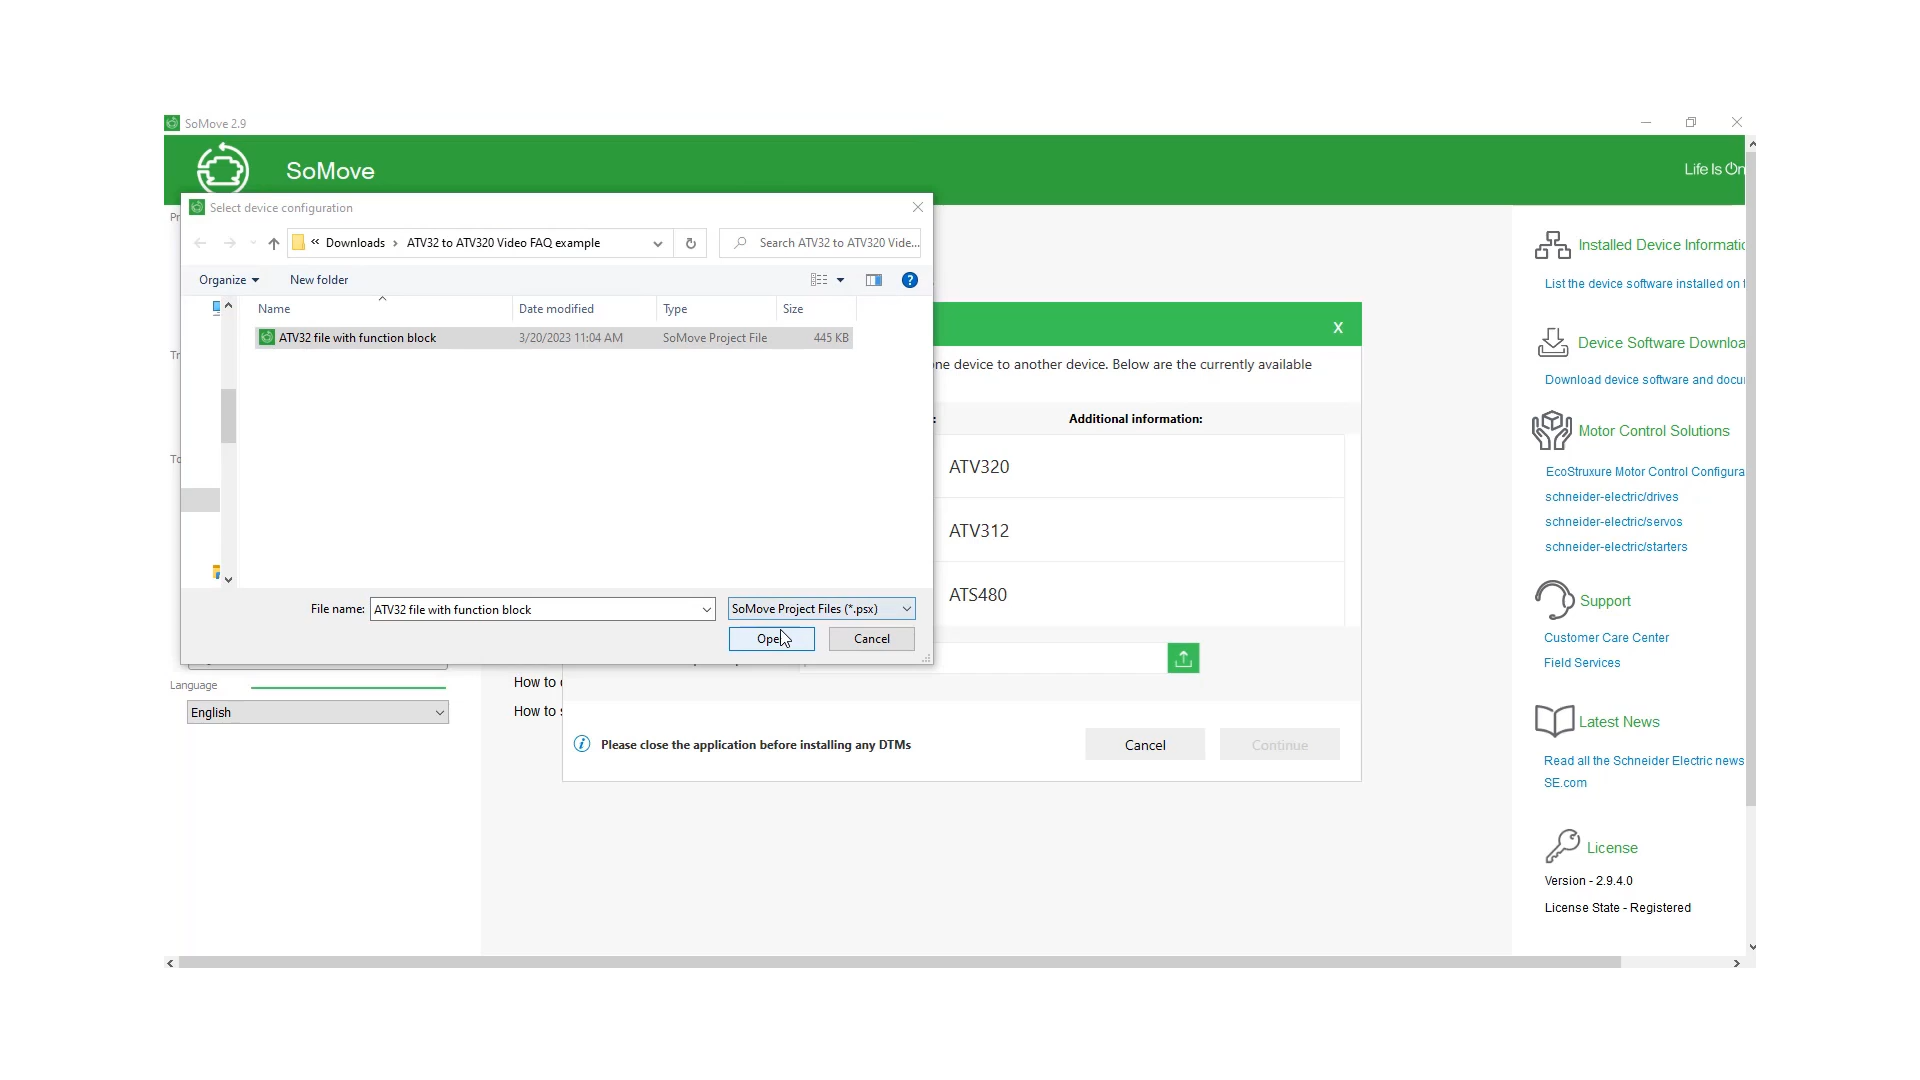 SoMove 2.9
SoMove
Life Is On
Select device configuration
« Downloads › ATV32 to ATV320 Video FAQ example
Search ATV32 to ATV320 Vide...
Organize
New folder
Name
Date modified
Type
Size
ATV32 file with function block
3/20/2023 11:04 AM
SoMove Project File
445 KB
File name:
ATV32 file with function block
SoMove Project Files (*.psx)
Open
Cancel
X
one device to another device. Below are the currently available
Additional information:
ATV320
ATV312
ATS480
Language
English
How to
How to
Please close the application before installing any DTMs
Cancel
Continue
Installed Device Informatio
List the device software installed on
Device Software Downloa
Download device software and docu
Motor Control Solutions
EcoStruxure Motor Control Configura
schneider-electric/drives
schneider-electric/servos
schneider-electric/starters
Support
Customer Care Center
Field Services
Latest News
Read all the Schneider Electric news
SE.com
License
Version - 2.9.4.0
License State - Registered